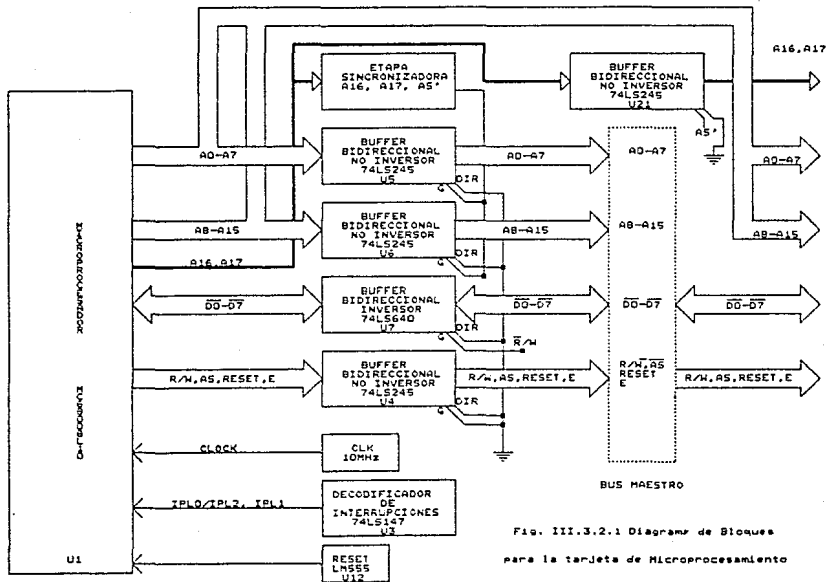 A16,A17
ETAPA
SINCRONIZADORA
A16, A17, AS'
BUFFER
BIDIRECCIONAL
NO INVERSOR
74LS245
U21
AS'
A0-A7
BUFFER
BIDIRECCIONAL
NO INVERSOR
74LS245
U5
DIR
G
A0-A7
A0-A7
A0-A7
A8-A15
BUFFER
BIDIRECCIONAL
NO INVERSOR
74LS245
U6
DIR
G
A8-A15
A8-A15
A8-A15
A16,A17
D0-D7
BUFFER
BIDIRECCIONAL
INVERSOR
74LS640
U7
DIR
G
D0-D7
D0-D7
D0-D7
R/W
R/W,AS,RESET,E
BUFFER
BIDIRECCIONAL
NO INVERSOR
74LS245
U4
DIR
G
R/W,AS,RESET,E
R/W,AS
RESET
E
R/W,AS,RESET,E
MICROPROCESADOR
CLOCK
CLK
10MHz
BUS MAESTRO
IPL0/IPL2, IPL1
DECODIFICADOR
DE
INTERRUPCIONES
74LS147
U3
RESET
LM555
U12
U1
Fig. III.3.2.1 Diagrama de Bloques
para la tarjeta de Microprocesamiento